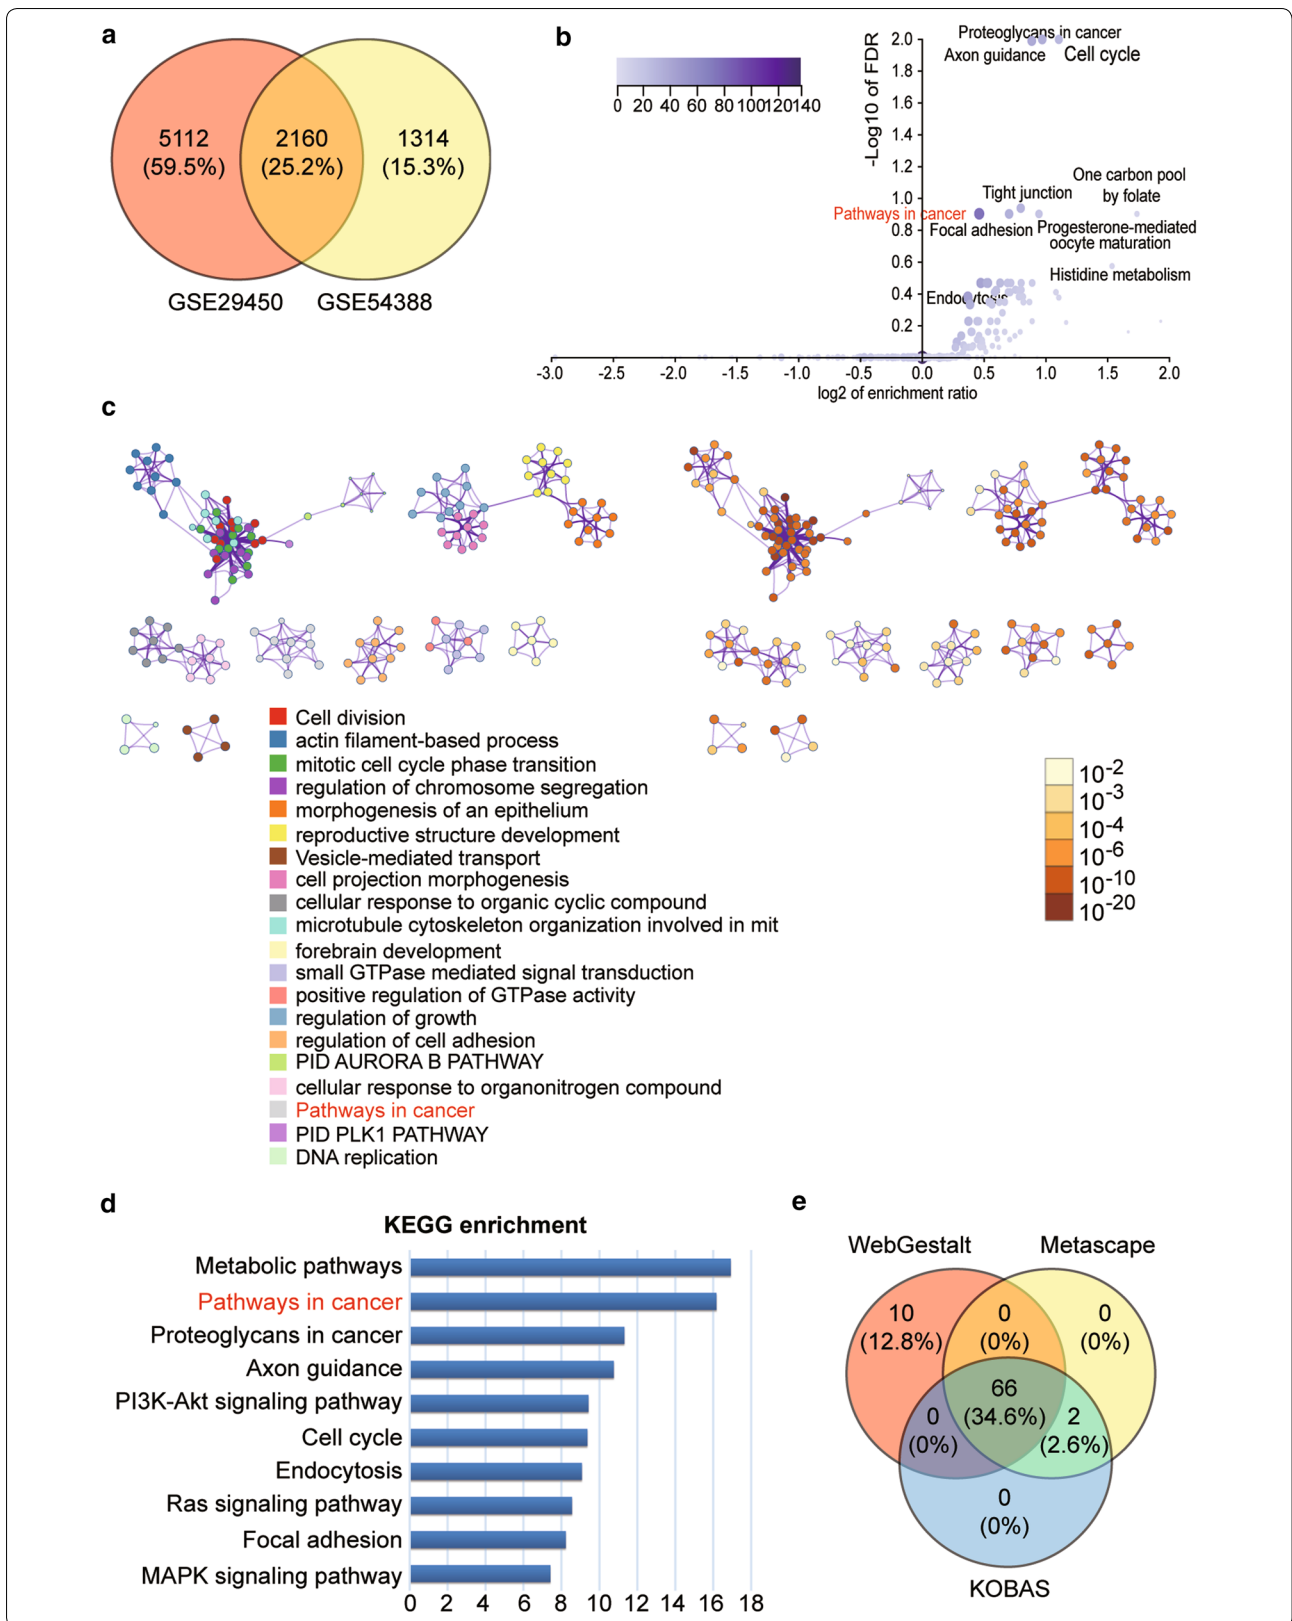 a
5112
(59.5%)
2160
(25.2%)
1314
(15.3%)
GSE29450
GSE54388
b
0 20 40 60 80 100 120 140
-Log10 of FDR
2.0
1.8
1.6
1.4
1.2
1.0
0.8
0.6
0.4
0.2
Proteoglycans in cancer
Axon guidance
Cell cycle
One carbon pool
by folate
Tight junction
Pathways in cancer
Focal adhesion
Progesterone-mediated
oocyte maturation
Histidine metabolism
Endocytosis
-3.0 -2.5 -2.0 -1.5 -1.0 -0.5 0.0 0.5 1.0 1.5 2.0
log2 of enrichment ratio
c
Cell division
actin filament-based process
mitotic cell cycle phase transition
regulation of chromosome segregation
morphogenesis of an epithelium
reproductive structure development
Vesicle-mediated transport
cell projection morphogenesis
cellular response to organic cyclic compound
microtubule cytoskeleton organization involved in mit
forebrain development
small GTPase mediated signal transduction
positive regulation of GTPase activity
regulation of growth
regulation of cell adhesion
PID AURORA B PATHWAY
cellular response to organonitrogen compound
Pathways in cancer
PID PLK1 PATHWAY
DNA replication
10-2
10-3
10-4
10-6
10-10
10-20
d
KEGG enrichment
Metabolic pathways
Pathways in cancer
Proteoglycans in cancer
Axon guidance
PI3K-Akt signaling pathway
Cell cycle
Endocytosis
Ras signaling pathway
Focal adhesion
MAPK signaling pathway
0 2 4 6 8 10 12 14 16 18
e
WebGestalt
Metascape
10
(12.8%)
0
(0%)
0
(0%)
66
(34.6%)
0
(0%)
2
(2.6%)
0
(0%)
KOBAS